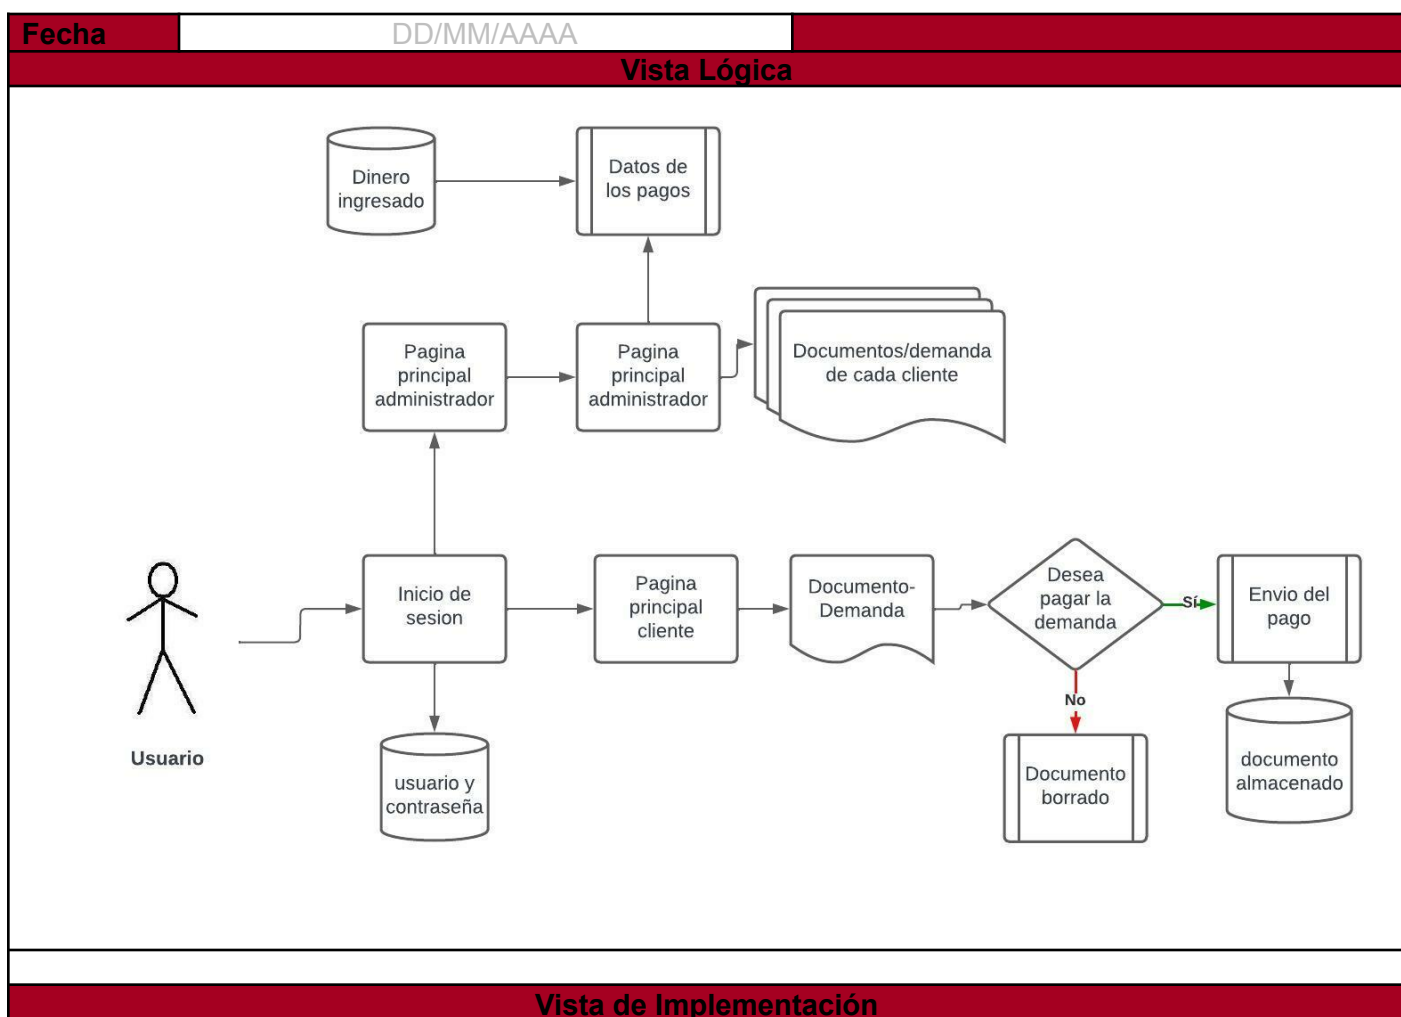 Fecha
DD/MM/AAAA
Vista Lógica
Dinero
ingresado
Datos de
los pagos
Pagina
principal
administrador
Pagina
principal
administrador
Documentos/demanda
de cada cliente
Usuario
Inicio de
sesion
usuario y
contraseña
Pagina
principal
cliente
Documento-
Demanda
Desea
pagar la
demanda
Sí
Envio del
pago
No
Documento
borrado
documento
almacenado
Vista de Implementación